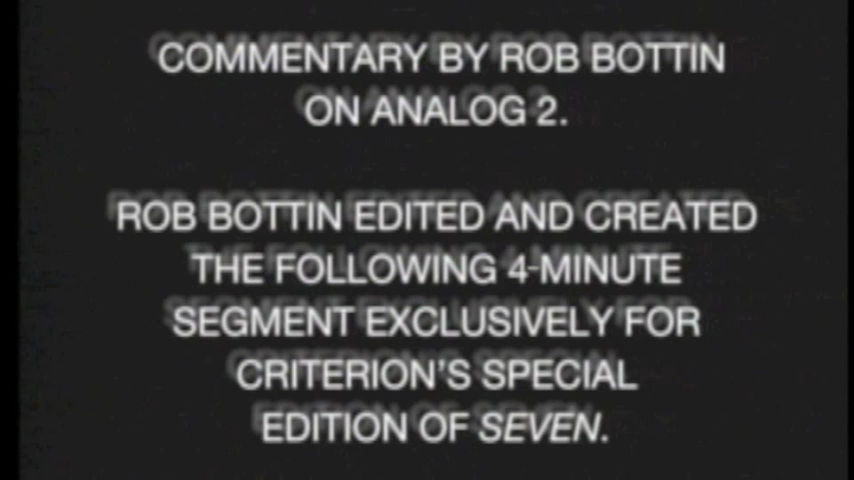 COMMENTARY BY ROB BOTTIN
ON ANALOG 2.
ROB BOTTIN EDITED AND CREATED
THE FOLLOWING 4-MINUTE
SEGMENT EXCLUSIVELY FOR
CRITERION'S SPECIAL
EDITION OF SEVEN.